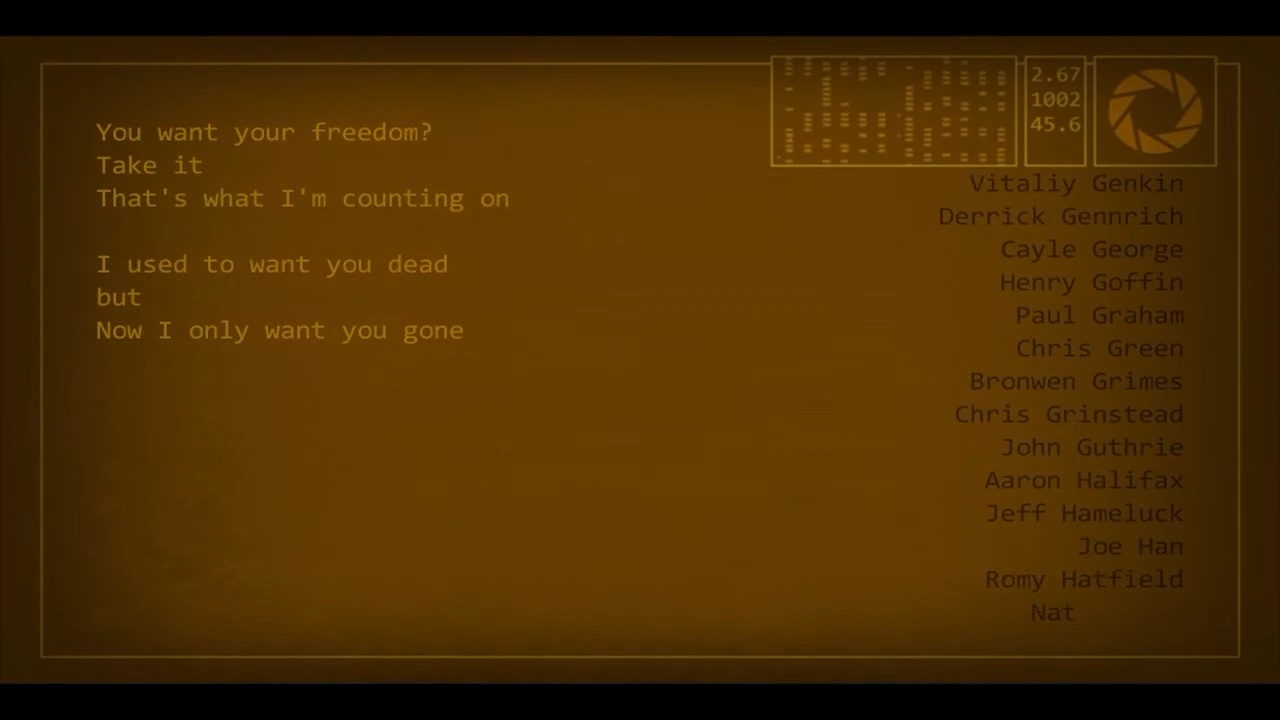 You want your freedom?
Take it
That's what I'm counting on
I used to want you dead
but
Now I only want you gone
2.67
1002
45.6
Vitaliy Genkin
Derrick Gennrich
Cayle George
Henry Goffin
Paul Graham
Chris Green
Bronwen Grimes
Chris Grinstead
John Guthrie
Aaron Halifax
Jeff Hameluck
Joe Han
Romy Hatfield
Nat